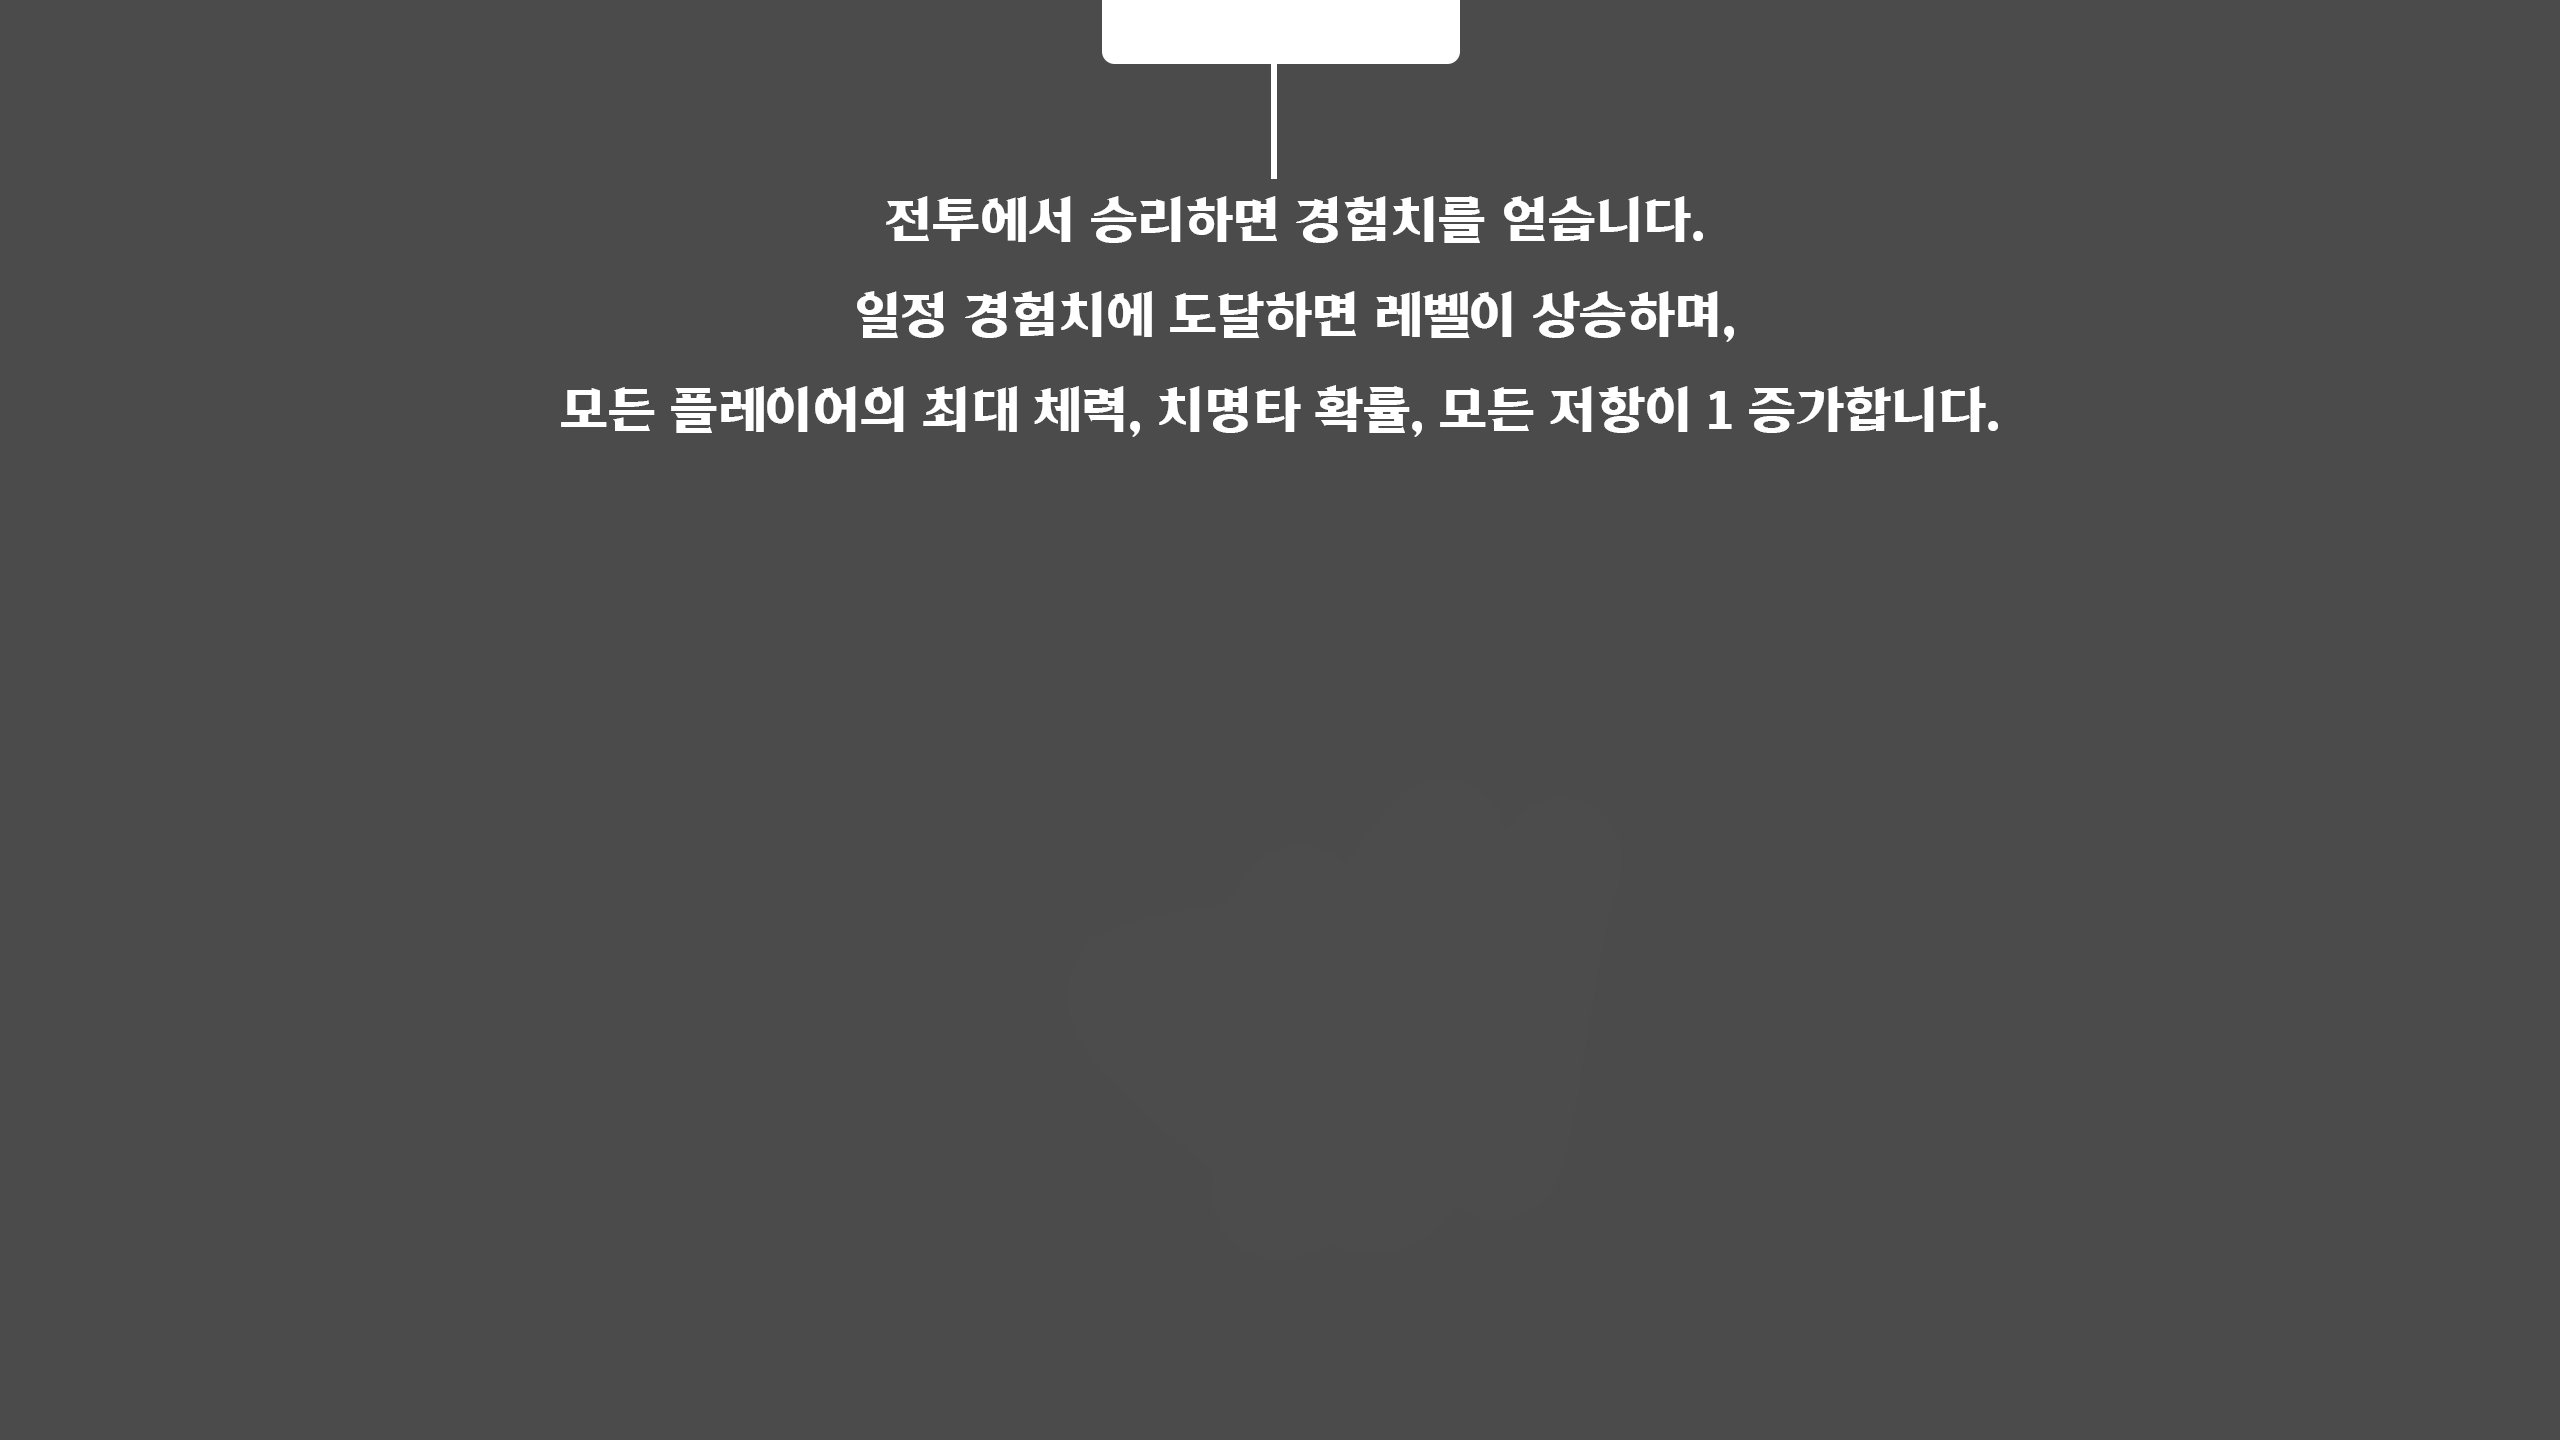 전투에서 승리하면 경험치를 얻습니다.
일정 경험치에 도달하면 레벨이 상승하며,
모든 플레이어의 최대 체력, 치명타 확률, 모든 저항이 1 증가합니다.